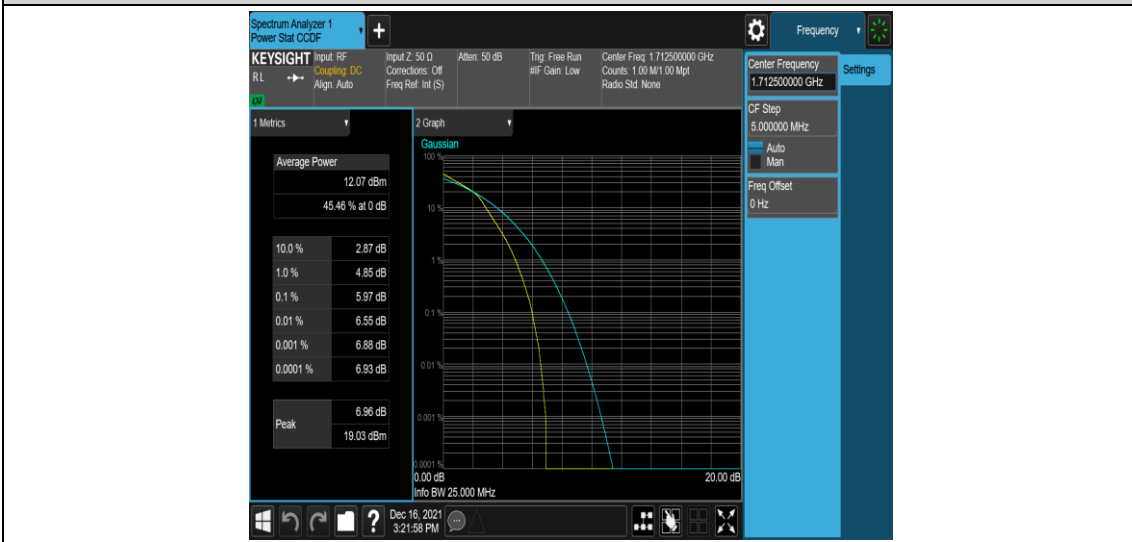 Spectrum Analyzer 1
Power Stat CCDF
+
Frequency
KEYSIGHT
RL
LXI
Input: RF
Coupling: DC
Align: Auto
Input Z: 50 Ω
Corrections: Off
Freq Ref: Int (S)
Atten: 50 dB
Trig: Free Run
#IF Gain: Low
Center Freq: 1.712500000 GHz
Counts: 1.00 M/1.00 Mpt
Radio Std: None
Center Frequency
1.712500000 GHz
Settings
CF Step
5.000000 MHz
Auto
Man
Freq Offset
0 Hz
1 Metrics
Average Power
12.07 dBm
45.46 % at 0 dB
10.0 % 2.87 dB
1.0 % 4.85 dB
0.1 % 5.97 dB
0.01 % 6.55 dB
0.001 % 6.88 dB
0.0001 % 6.93 dB
Peak
6.96 dB
19.03 dBm
2 Graph
Gaussian
100 %
10 %
1 %
0.1 %
0.01 %
0.001 %
0.0001 %
0.00 dB 20.00 dB
Info BW 25.000 MHz
?
Dec 16, 2021
3:21:58 PM